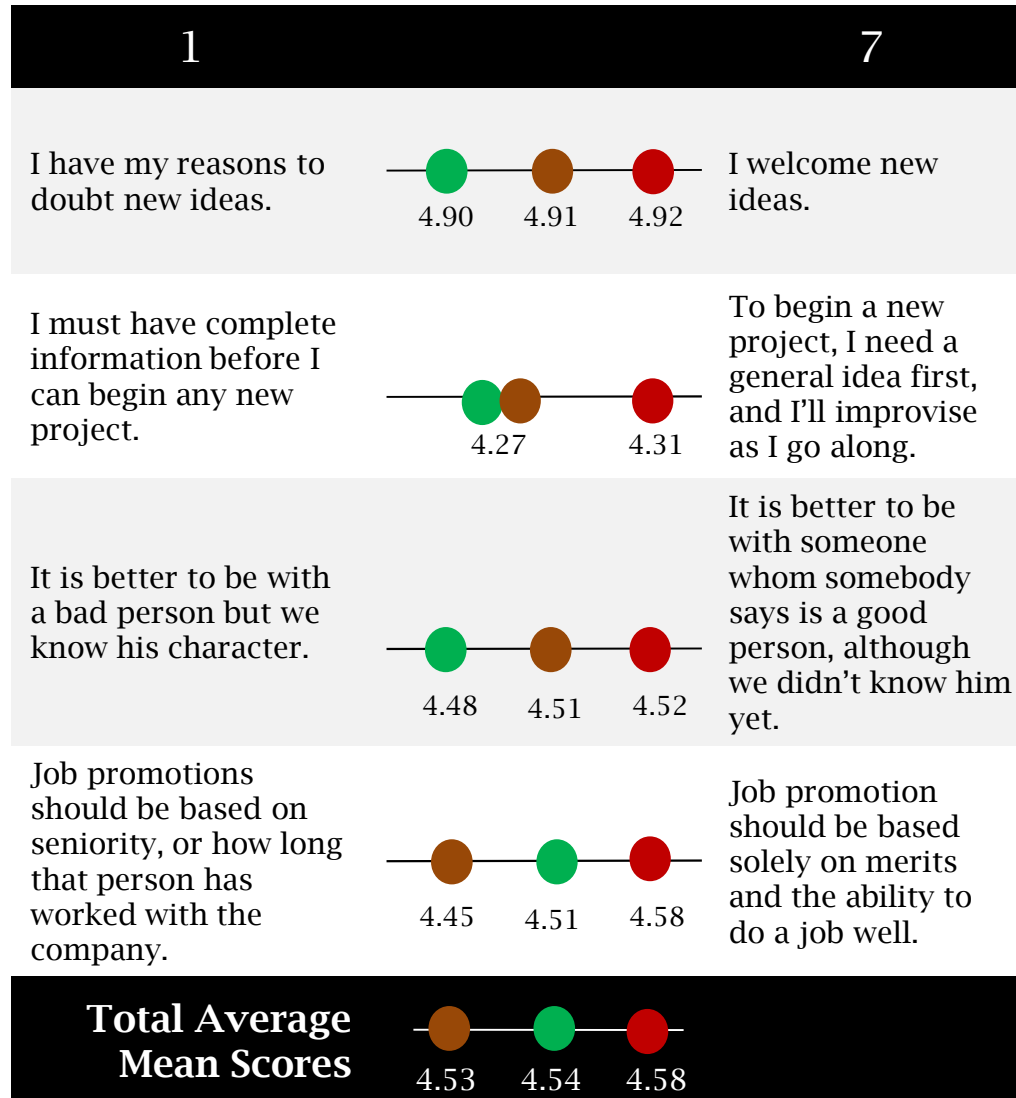 1
7
I have my reasons to
doubt new ideas.
4.90
4.91
4.92
I welcome new
ideas.
I must have complete
information before I
can begin any new
project.
4.27
4.31
To begin a new
project, I need a
general idea first,
and I’ll improvise
as I go along.
It is better to be with
a bad person but we
know his character.
4.48
4.51
4.52
It is better to be
with someone
whom somebody
says is a good
person, although
we didn’t know him
yet.
Job promotions
should be based on
seniority, or how long
that person has
worked with the
company.
4.45
4.51
4.58
Job promotion
should be based
solely on merits
and the ability to
do a job well.
Total Average
Mean Scores
4.53
4.54
4.58